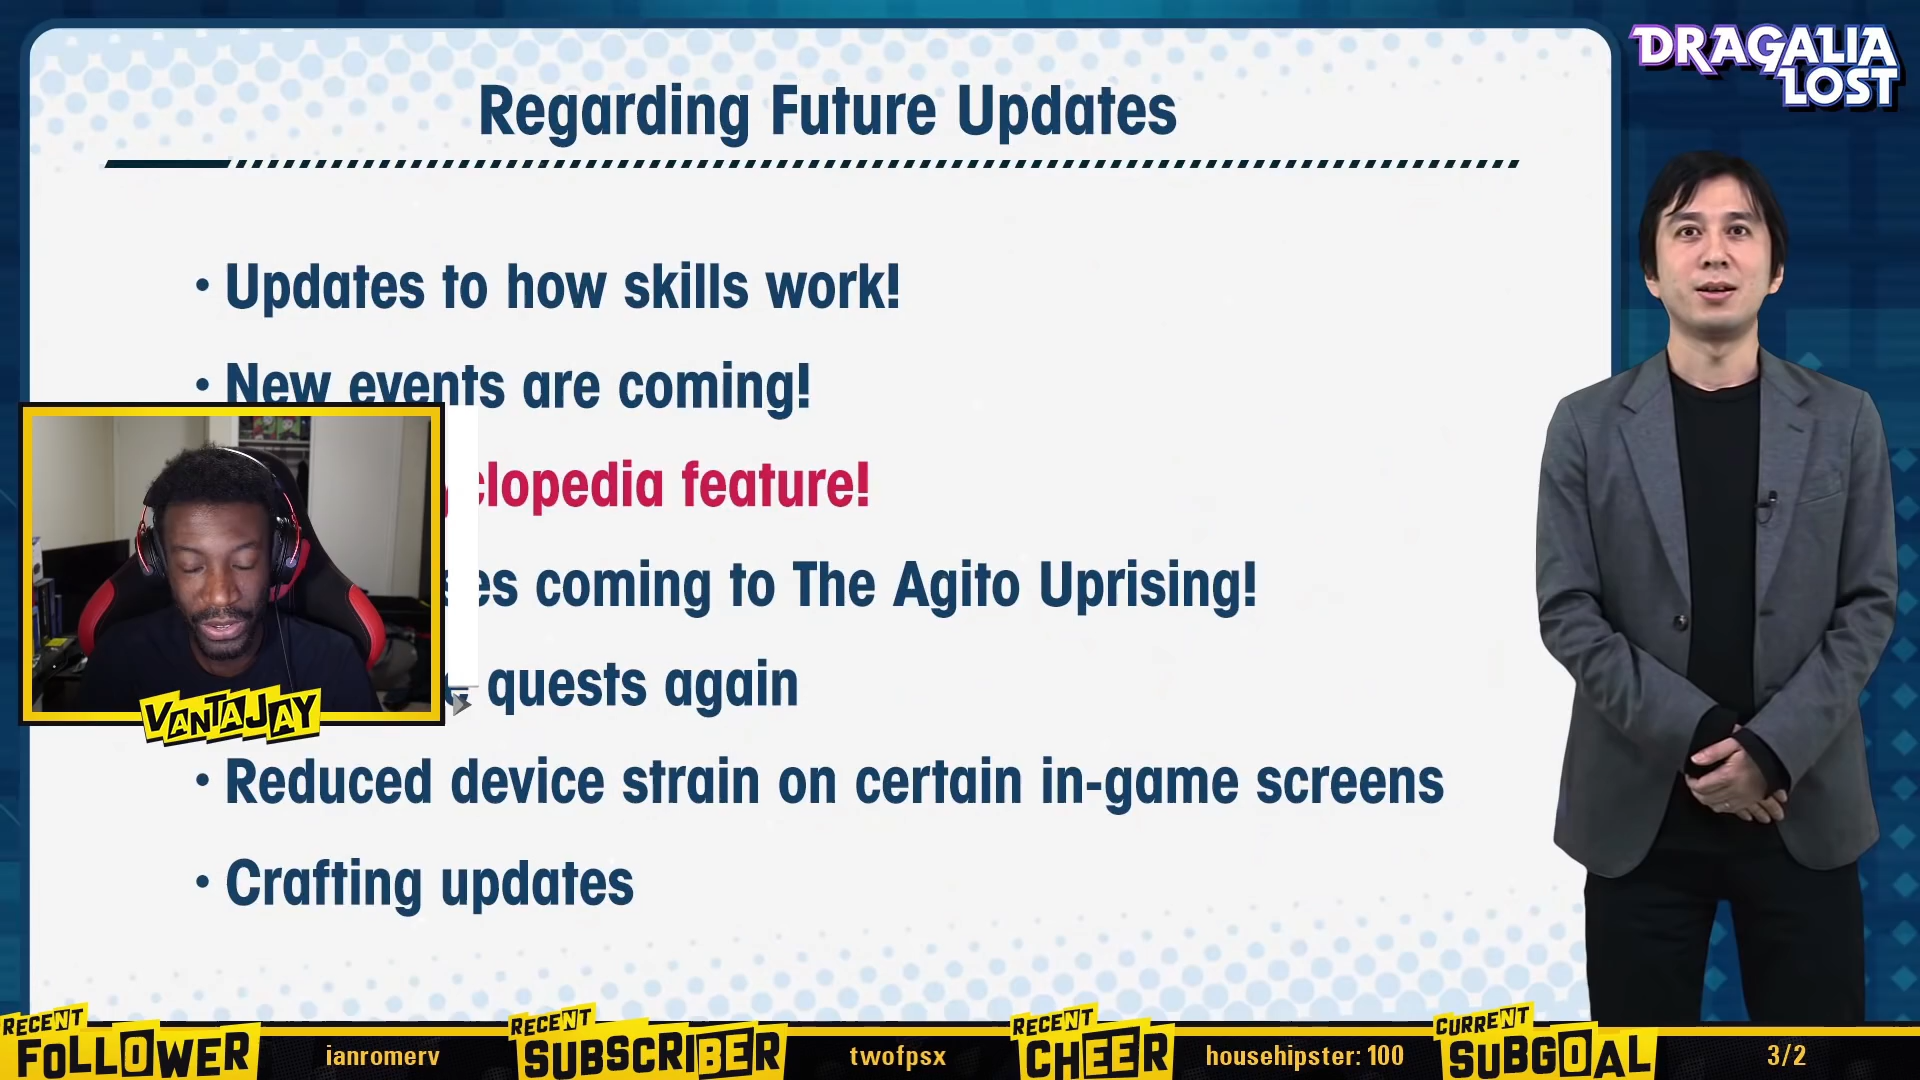 DRAGALIA
LOST
Regarding Future Updates
• Updates to how skills work!
• New events are coming!
clopedia feature!
es coming to The Agito Uprising!
quests again
VANTAJAY
• Reduced device strain on certain in-game screens
• Crafting updates
RECENT
FOLLOWER
ianromerv
RECENT
SUBSCRIBER
twofpsx
RECENT
CHEER
househipster: 100
CURRENT
SUBGOAL
3/2